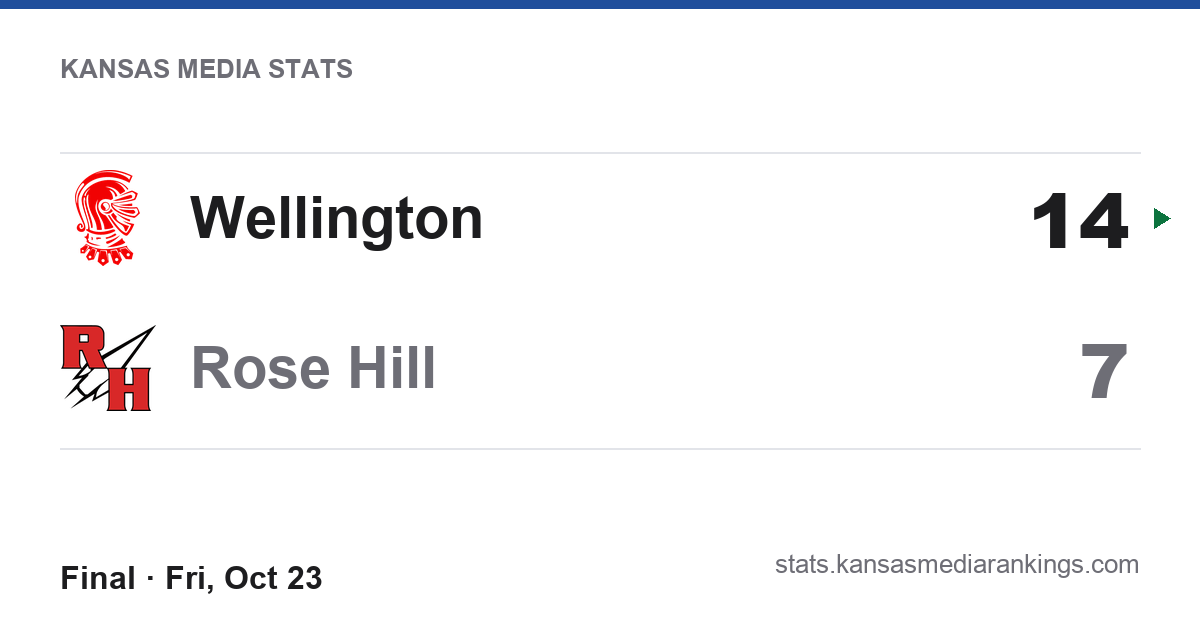 KANSAS MEDIA STATS
Wellington 14
RH
Rose Hill 7
Final · Fri, Oct 23
stats.kansasmediarankings.com